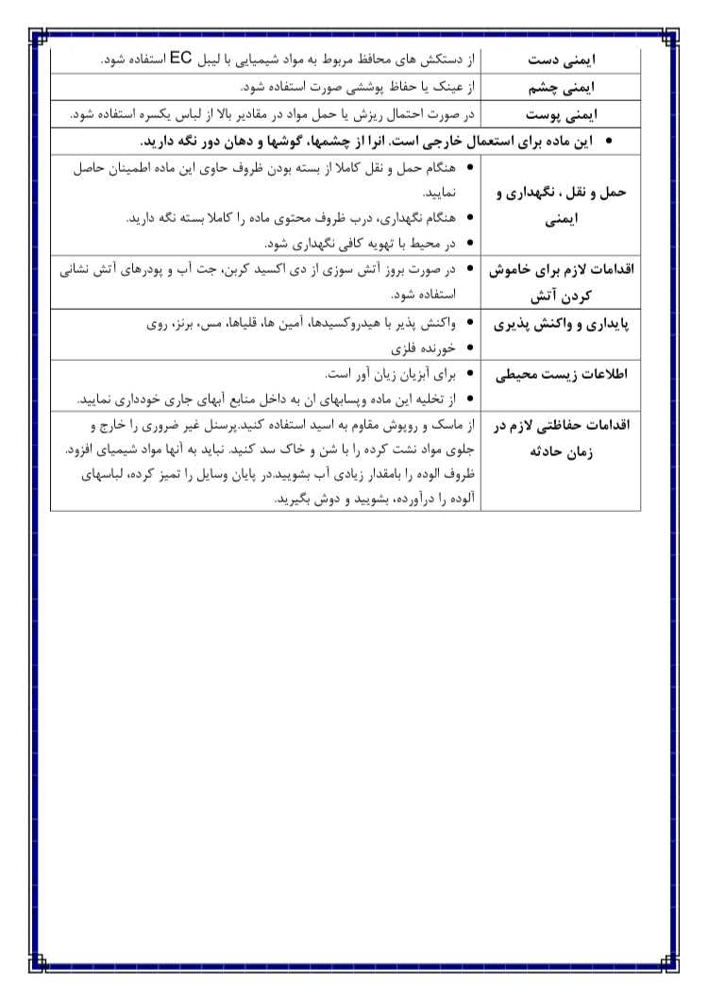 ایمنی دست
از دستکش های محافظ مربوط به مواد شیمیایی با لیبل EC استفاده شود.
ایمنی چشم
از عینک یا حفاظ پوششی صورت استفاده شود.
ایمنی پوست
در صورت احتمال ریزش یا حمل مواد در مقادیر بالا از لباس یکسره استفاده شود.
• این ماده برای استعمال خارجی است. انرا از چشمها، گوشها و دهان دور نگه دارید.
حمل و نقل ، نگهداری و
ایمنی
• هنگام حمل و نقل کاملا از بسته بودن ظروف حاوی این ماده اطمینان حاصل
نمایید.
• هنگام نگهداری، درب ظروف محتوی ماده را کاملا بسته نگه دارید.
• در محیط با تهویه کافی نگهداری شود.
اقدامات لازم برای خاموش
کردن آتش
• در صورت بروز آتش سوزی از دی اکسید کربن، جت آب و پودرهای آتش نشانی
استفاده شود.
پایداری و واکنش پذیری
• واکنش پذیر با هیدروکسیدها، آمین ها، قلیاها، مس، برنز، روی
• خورنده فلزی
اطلاعات زیست محیطی
• برای آبزیان زیان آور است.
• از تخلیه این ماده وپسابهای ان به داخل منابع آبهای جاری خودداری نمایید.
اقدامات حفاظتی لازم در
زمان حادثه
از ماسک و روپوش مقاوم به اسید استفاده کنید.پرسنل غیر ضروری را خارج و
جلوی مواد نشت کرده را با شن و خاک سد کنید. نباید به آنها مواد شیمیای افزود.
ظروف الوده را بامقدار زیادی آب بشویید.در پایان وسایل را تمیز کرده، لباسهای
آلوده را درآورده، بشویید و دوش بگیرید.